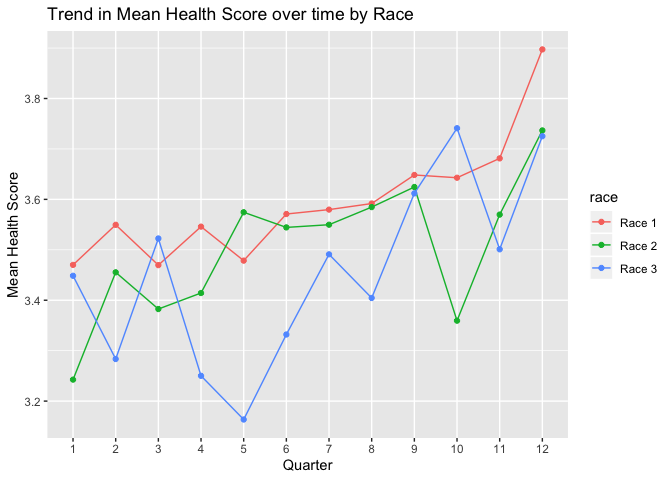 Trend in Mean Health Score over time by Race
Mean Health Score
3.8
3.6
3.4
3.2
1 2 3 4 5 6 7 8 9 10 11 12
Quarter
race
Race 1
Race 2
Race 3